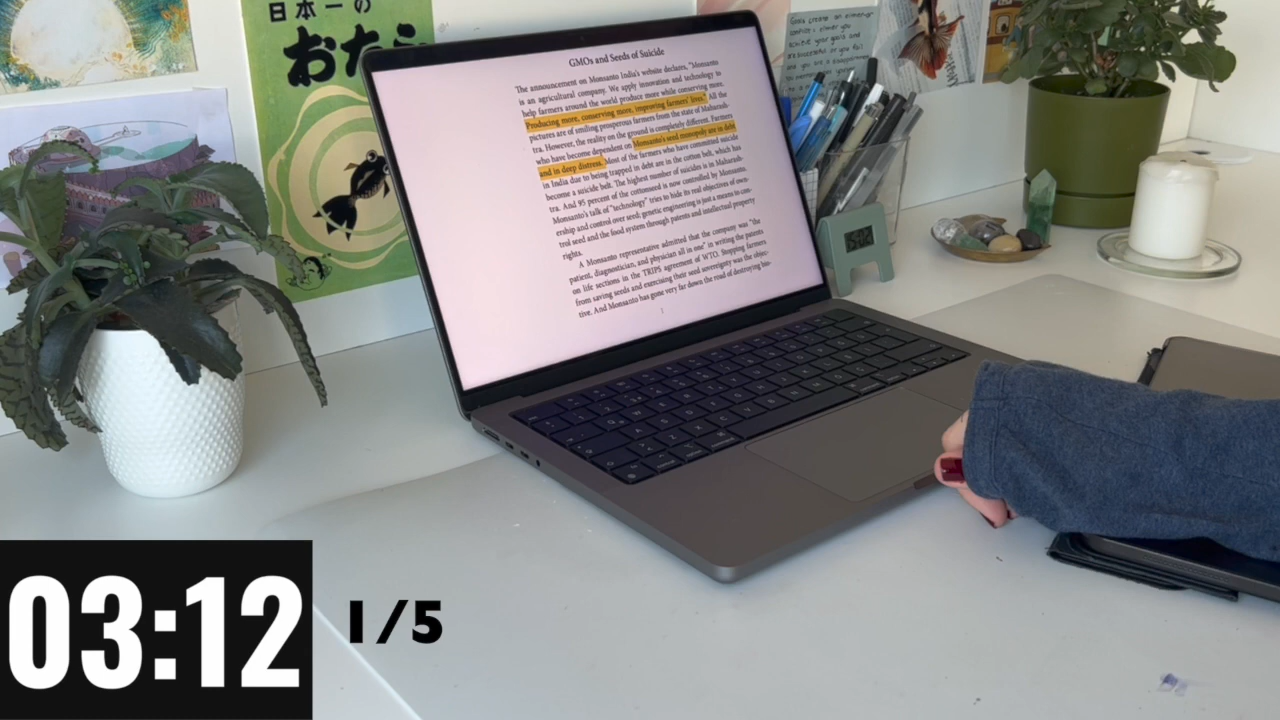 日本一の
おたら
GMOs and Seeds of Suicide
The announcement on Monsanto India's website declares, "Monsanto
is an agricultural company. We apply innovation and technology to
help farmers around the world produce more while conserving more.
Producing more, conserving more, improving farmers' lives." All the
pictures are of smiling prosperous farmers from the state of Maharash-
tra. However, the reality on the ground is completely different. Farmers
who have become dependent on Monsanto's seed monopoly are in debt
and in deep distress. Most of the farmers who have committed suicide
in India due to being trapped in debt are in the cotton belt, which has
become a suicide belt. The highest number of suicides is in Maharash-
tra. And 95 percent of the cottonseed is now controlled by Monsanto.
Monsanto's talk of "technology" tries to hide its real objectives of own-
ership and control over seed; genetic engineering is just a means to con-
trol seed and the food system through patents and intellectual property
rights.
A Monsanto representative admitted that the company was "the
patient, diagnostician, and physician all in one" in writing the patents
on life sections in the TRIPS agreement of WTO. Stopping farmers
from saving seeds and exercising their seed sovereignty was the objec-
tive. And Monsanto has gone very far down the road of destroying bio-
1
03:12
1/5